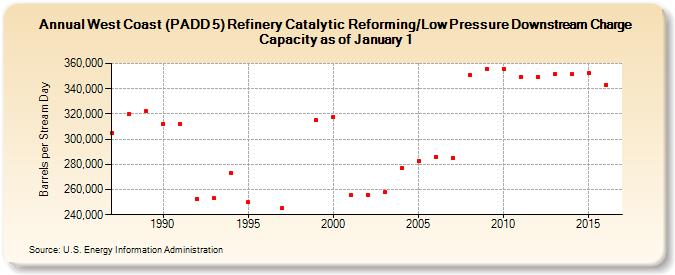 Annual West Coast (PADD 5) Refinery Catalytic Reforming/Low Pressure Downstream Charge
Capacity as of January 1
Barrels per Stream Day
360,000
340,000
320,000
300,000
280,000
260,000
240,000
1990 1995 2000 2005 2010 2015
Source: U.S. Energy Information Administration